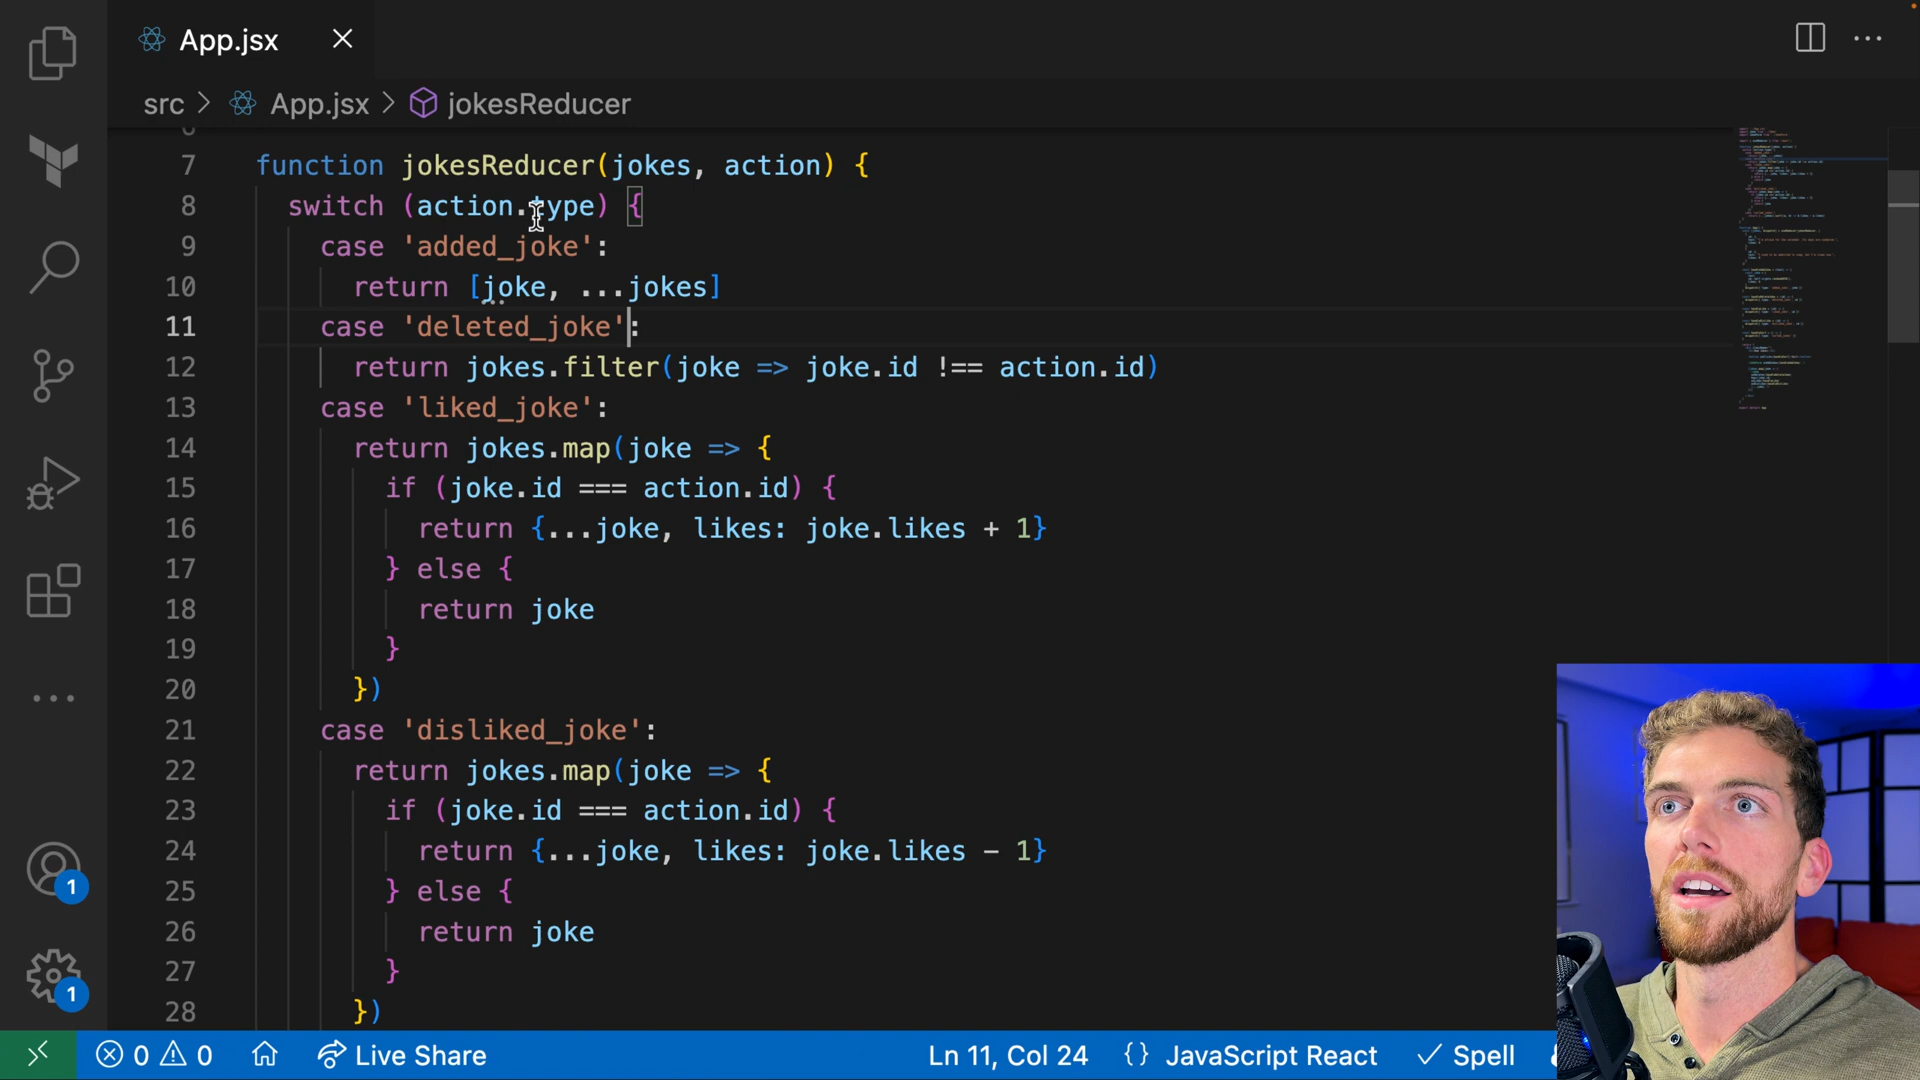 App.jsx
src > App.jsx > jokesReducer
6
7 function jokesReducer(jokes, action) {
8 switch (action.type) {
9 case 'added_joke':
10 return [joke, ...jokes]
11 case 'deleted_joke':
12 return jokes.filter(joke => joke.id !== action.id)
13 case 'liked_joke':
14 return jokes.map(joke => {
15 if (joke.id === action.id) {
16 return {...joke, likes: joke.likes + 1}
17 } else {
18 return joke
19 }
20 })
21 case 'disliked_joke':
22 return jokes.map(joke => {
23 if (joke.id === action.id) {
24 return {...joke, likes: joke.likes - 1}
25 } else {
26 return joke
27 }
28 })
1
1
0 0 Live Share Ln 11, Col 24 {} JavaScript React Spell